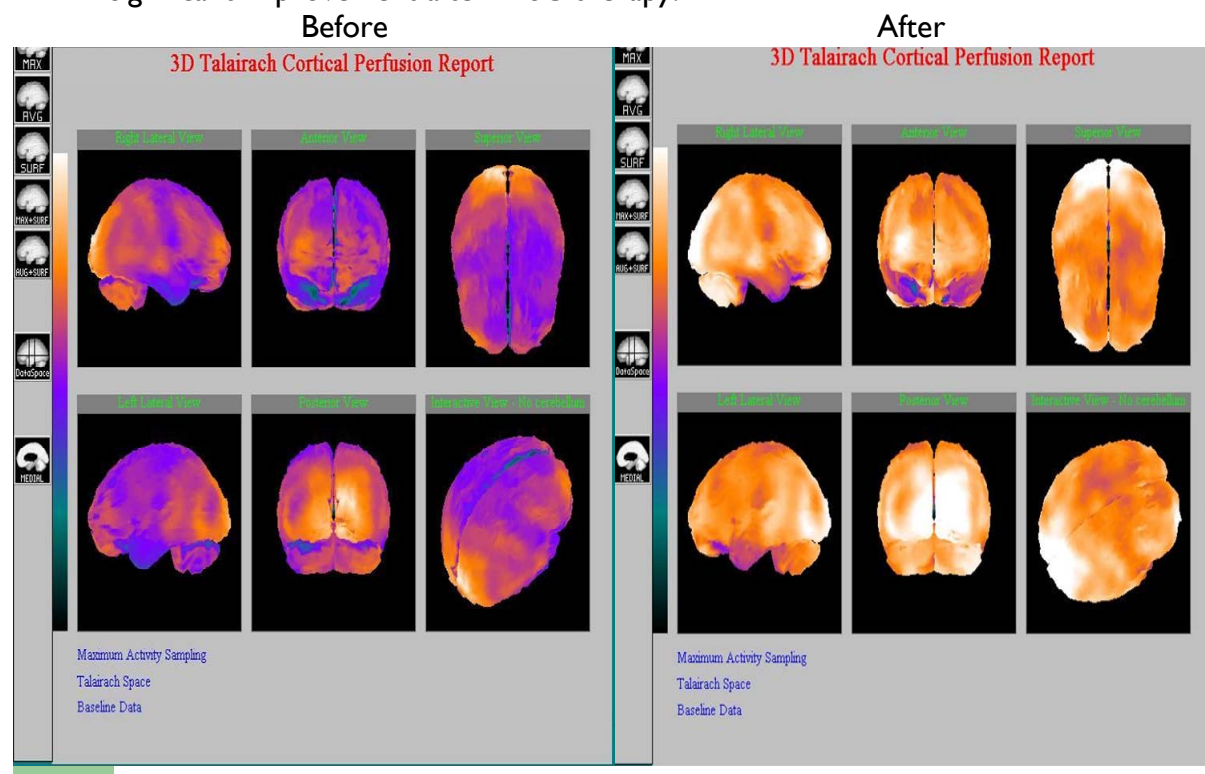 therapy.
Before
After
MAX
AVG
SURF
MAX+SURF
AVG+SURF
DataSpace
MEDIAL
3D Talairach Cortical Perfusion Report
Right Lateral View
Anterior View
Superior View
Left Lateral View
Posterior View
Interactive View - No cerebellum
Maximum Activity Sampling
Talairach Space
Baseline Data
MAX
AVG
SURF
MAX+SURF
AVG+SURF
DataSpace
MEDIAL
3D Talairach Cortical Perfusion Report
Right Lateral View
Anterior View
Superior View
Left Lateral View
Posterior View
Interactive View - No cerebellum
Maximum Activity Sampling
Talairach Space
Baseline Data